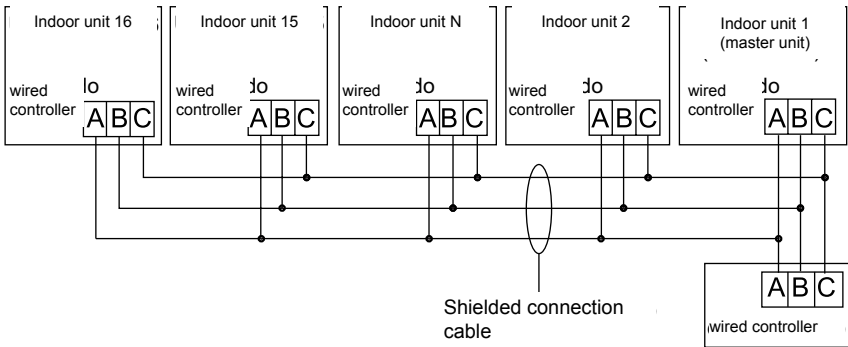 Indoor unit 16
wired
controller
A B C
Indoor unit 15
wired
controller
A B C
Indoor unit N
wired
controller
A B C
Indoor unit 2
wired
controller
A B C
Indoor unit 1
(master unit)
wired
controller
A B C
Shielded connection
cable
A B C
wired controller